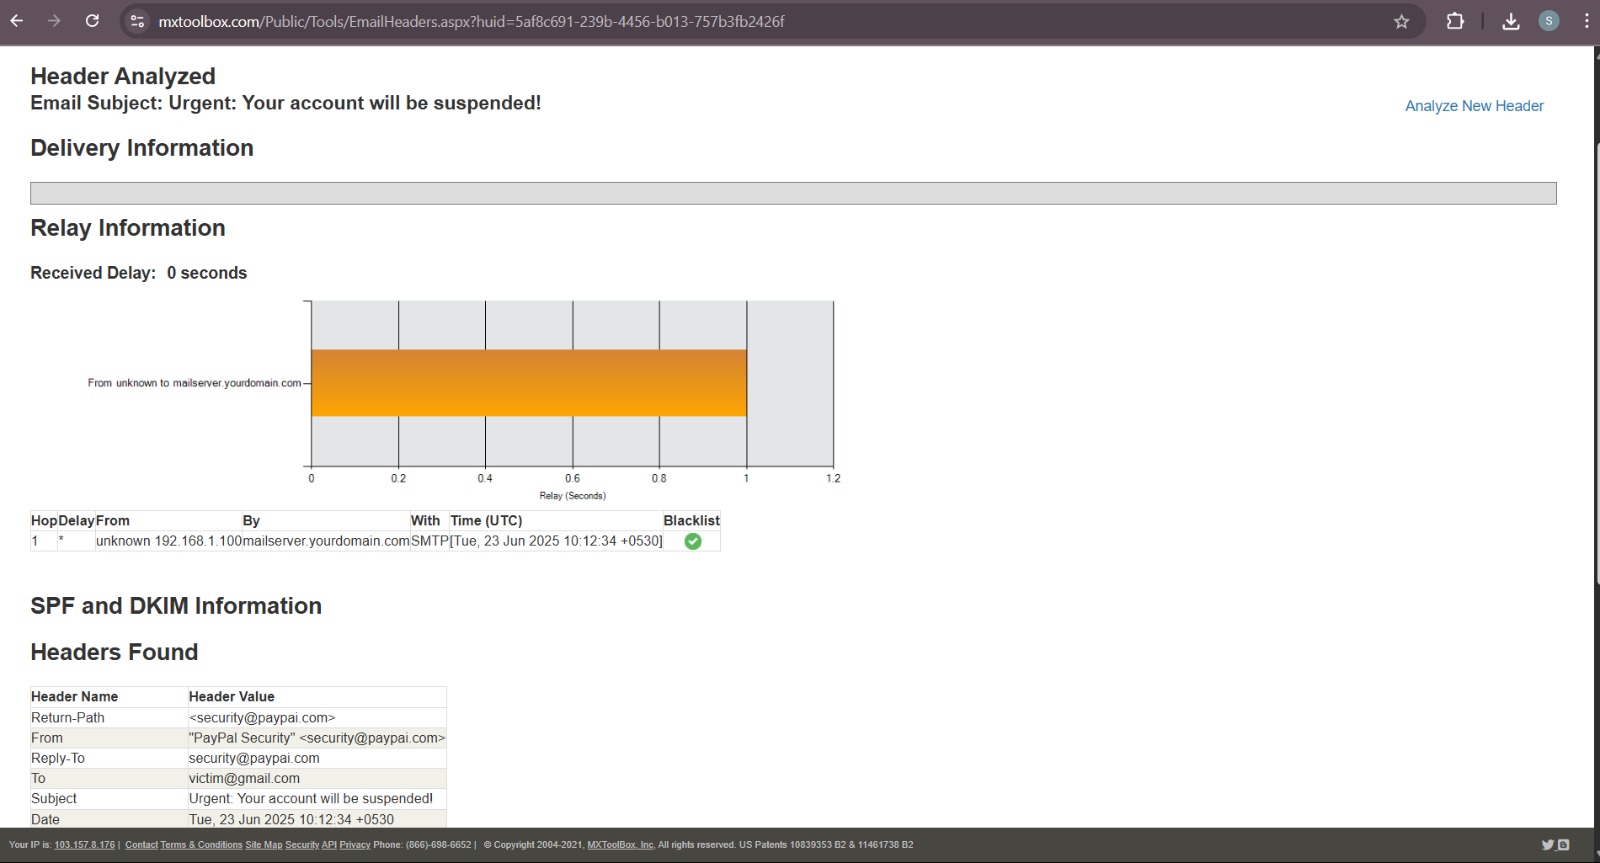 mxtoolbox.com/Public/Tools/EmailHeaders.aspx?huid=5af8c691-239b-4456-b013-757b3fb2426f
S
Header Analyzed
Email Subject: Urgent: Your account will be suspended!
Analyze New Header
Delivery Information
Relay Information
Received Delay: 0 seconds
From unknown to mailserver.yourdomain.com
0 0.2 0.4 0.6 0.8 1 1.2
Relay (Seconds)
Hop Delay From By With Time (UTC) Blacklist
1 * unknown 192.168.1.100 mailserver.yourdomain.com SMTP [Tue, 23 Jun 2025 10:12:34 +0530]
SPF and DKIM Information
Headers Found
Header Name Header Value
Return-Path <security@paypai.com>
From "PayPal Security" <security@paypai.com>
Reply-To security@paypai.com
To victim@gmail.com
Subject Urgent: Your account will be suspended!
Date Tue, 23 Jun 2025 10:12:34 +0530
Your IP is: 103.157.8.176 | Contact Terms & Conditions Site Map Security API Privacy Phone: (866)-698-6652 | © Copyright 2004-2021, MXToolBox, Inc, All rights reserved. US Patents 10839353 B2 & 11461738 B2